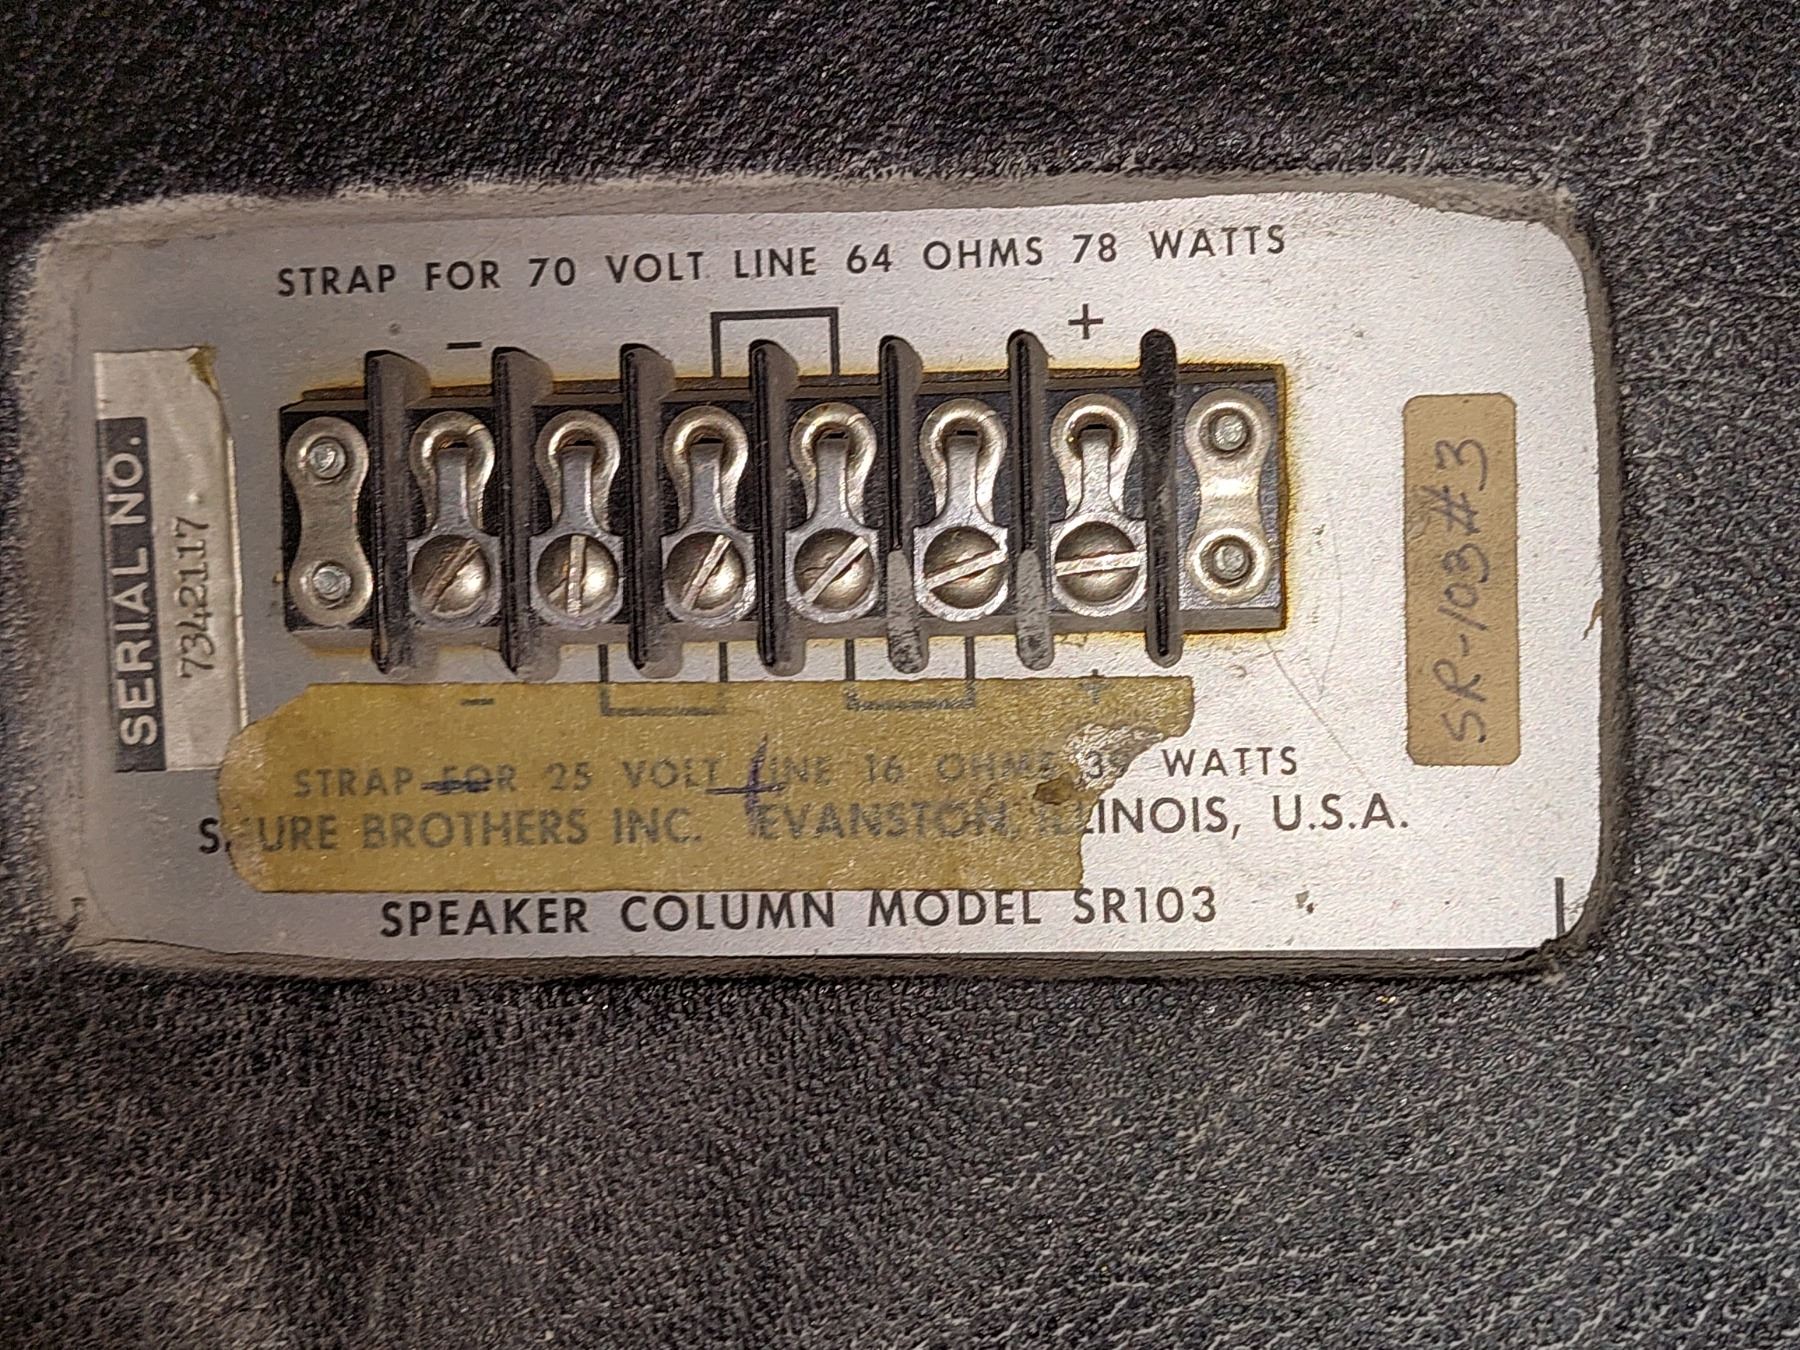 STRAP FOR 70 VOLT LINE 64 OHMS 78 WATTS
- +
SERIAL NO.
7342117
SR-103 #3
- +
STRAP FOR 25 VOLT LINE 16 OHMS 39 WATTS
- +
SHURE BROTHERS INC. EVANSTON, ILLINOIS, U.S.A.
SPEAKER COLUMN MODEL SR103